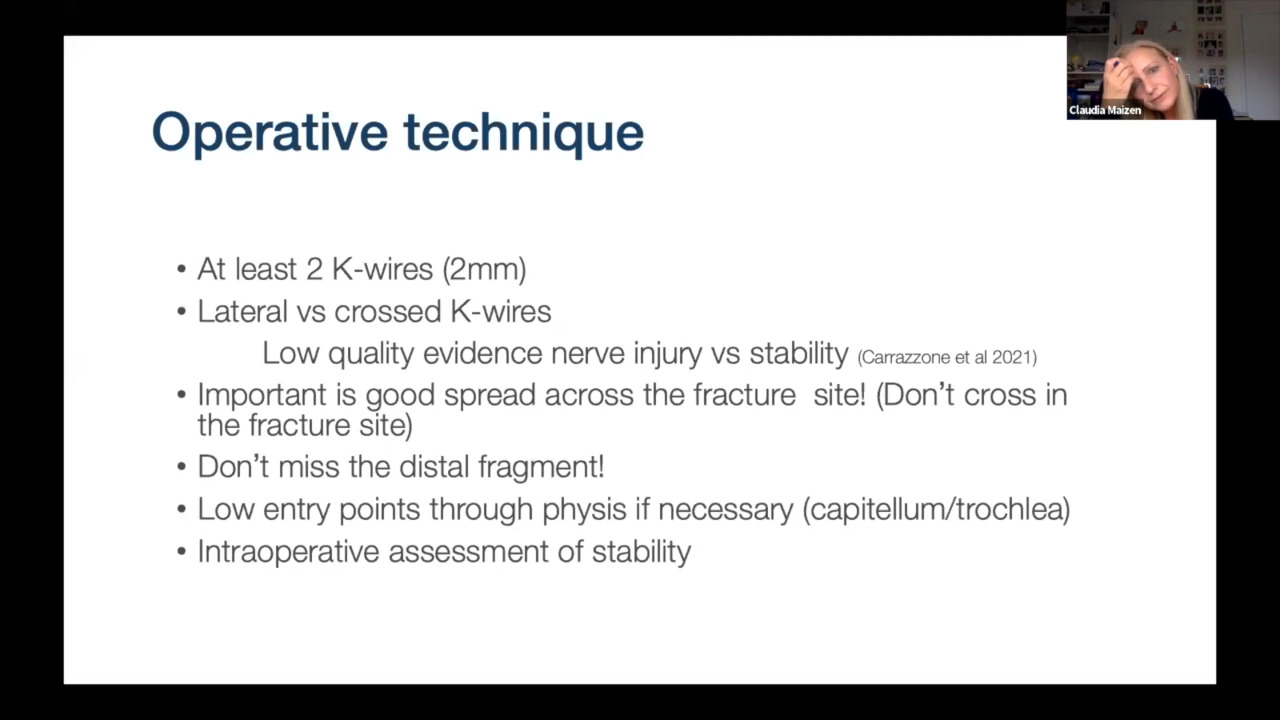 Claudia Maizen
Operative technique
• At least 2 K-wires (2mm)
• Lateral vs crossed K-wires
Low quality evidence nerve injury vs stability (Carrazzone et al 2021)
• Important is good spread across the fracture  site! (Don’t cross in
the fracture site)
• Don’t miss the distal fragment!
• Low entry points through physis if necessary (capitellum/trochlea)
• Intraoperative assessment of stability